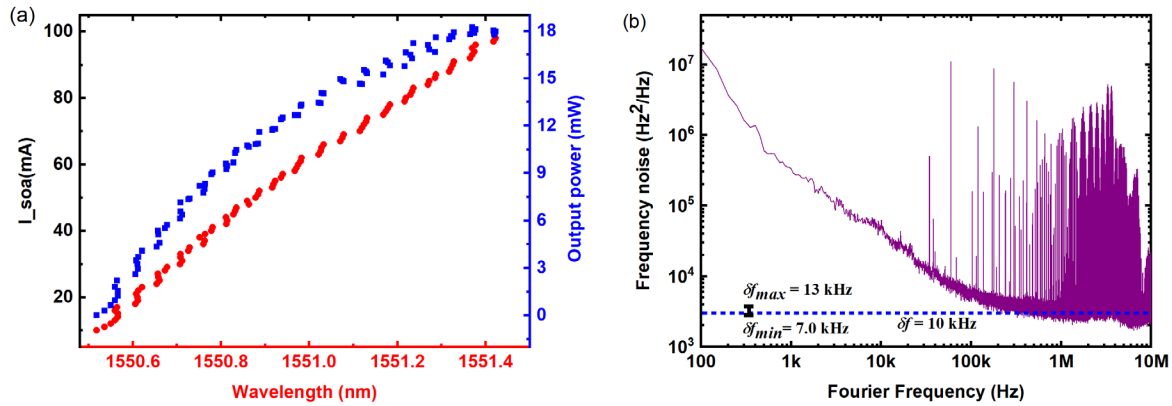 (a)
100
80
60
40
20
I_soa(mA)
18
15
12
9
6
3
0
Output power (mW)
1550.6 1550.8 1551.0 1551.2 1551.4
Wavelength (nm)
(b)
10⁷
10⁶
10⁵
10⁴
10³
Frequency noise (Hz²/Hz)
δf_max = 13 kHz
δf_min = 7.0 kHz
δf = 10 kHz
100 1k 10k 100k 1M 10M
Fourier Frequency (Hz)